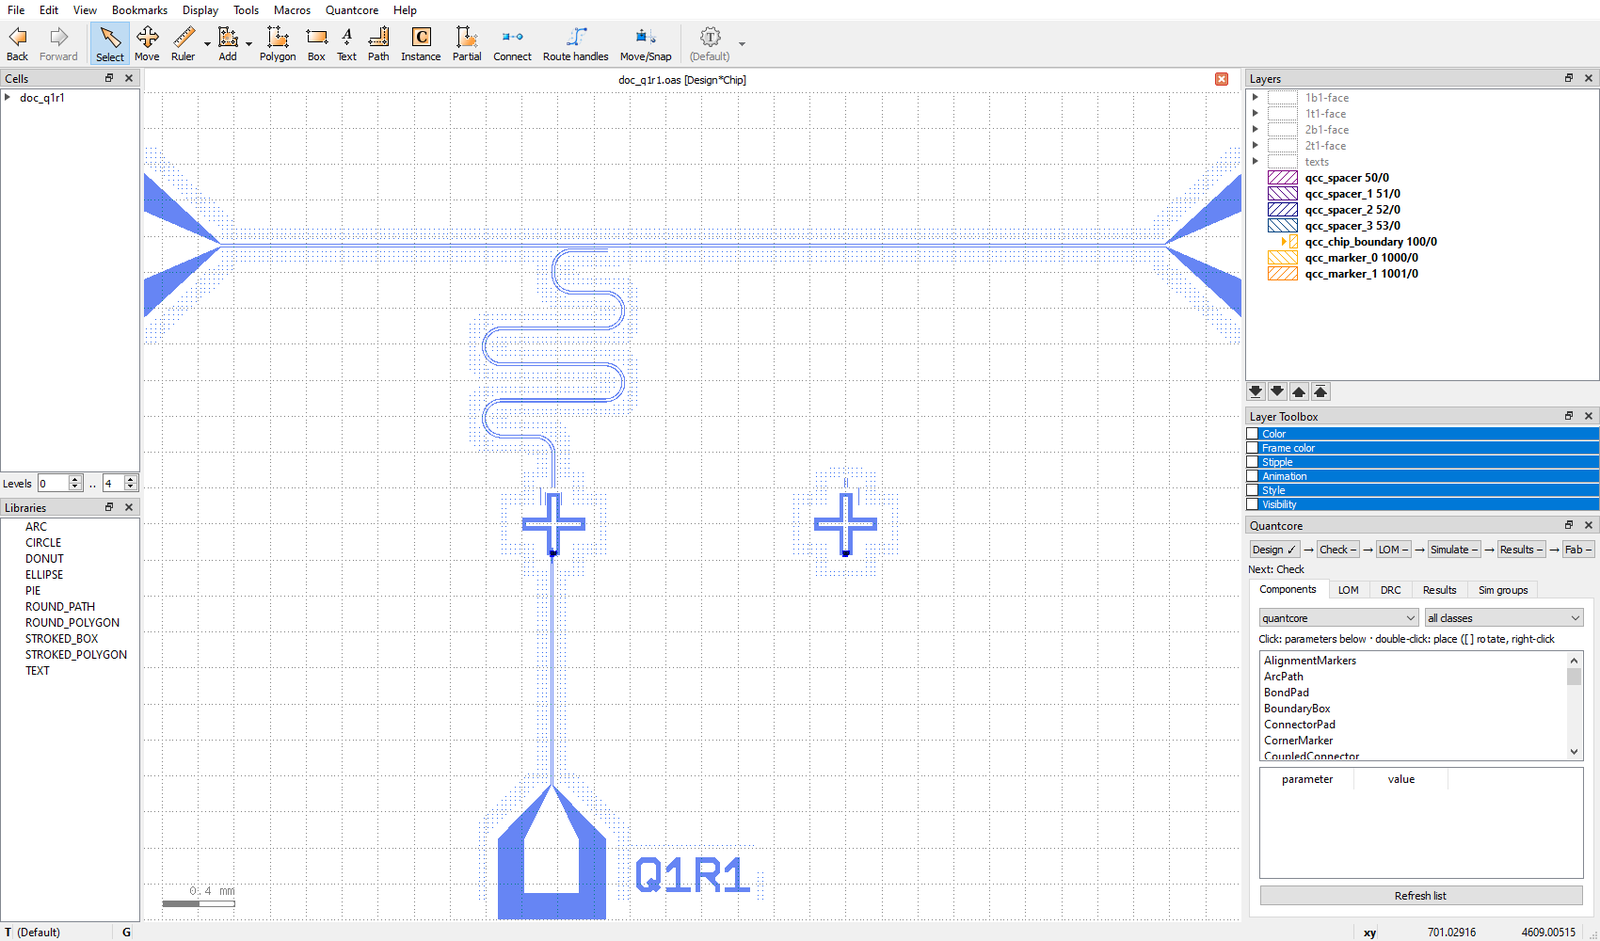 File Edit View Bookmarks Display Tools Macros Quantcore Help
Back Forward Select Move Ruler Add Polygon Box Text Path Instance Partial Connect Route handles Move/Snap (Default)
Cells
doc_q1r1
Levels 0 .. 4
Libraries
ARC
CIRCLE
DONUT
ELLIPSE
PIE
ROUND_PATH
ROUND_POLYGON
STROKED_BOX
STROKED_POLYGON
TEXT
doc_q1r1.oas [Design*Chip]
Q1R1
0.4 mm
Layers
1b1-face
1t1-face
2b1-face
2t1-face
texts
qcc_spacer 50/0
qcc_spacer_1 51/0
qcc_spacer_2 52/0
qcc_spacer_3 53/0
qcc_chip_boundary 100/0
qcc_marker_0 1000/0
qcc_marker_1 1001/0
Layer Toolbox
Color
Frame color
Stipple
Animation
Style
Visibility
Quantcore
Design ✓ → Check – → LOM – → Simulate – → Results – → Fab –
Next: Check
Components LOM DRC Results Sim groups
quantcore all classes
Click: parameters below · double-click: place ([ ] rotate, right-click
AlignmentMarkers
ArcPath
BondPad
BoundaryBox
ConnectorPad
CornerMarker
CoupledConnector
parameter value
Refresh list
T (Default) G xy 701.02916 4609.00515